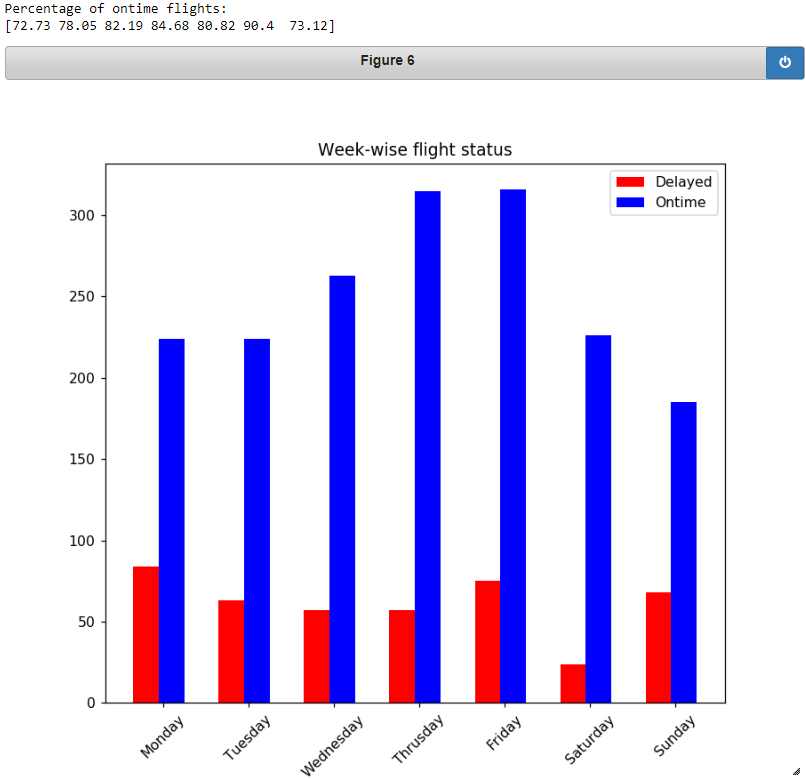 Percentage of ontime flights:
[72.73 78.05 82.19 84.68 80.82 90.4  73.12]
Figure 6
Week-wise flight status
Delayed
Ontime
300
250
200
150
100
50
0
Monday
Tuesday
Wednesday
Thrusday
Friday
Saturday
Sunday